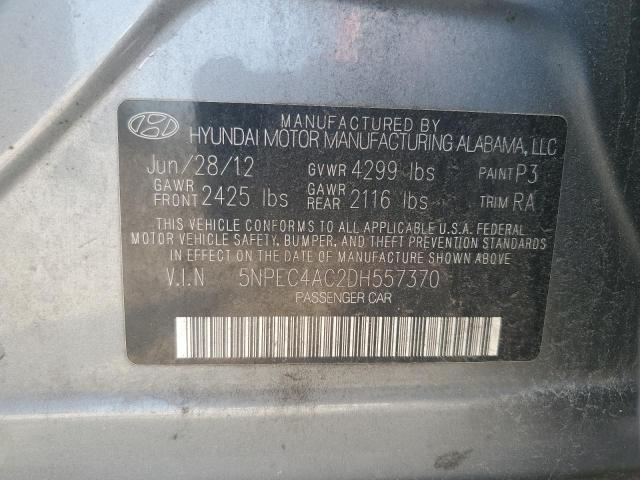 MANUFACTURED BY
HYUNDAI MOTOR MANUFACTURING ALABAMA, LLC
Jun/28/12 GVWR 4299 lbs PAINT P3
GAWR FRONT 2425 lbs GAWR REAR 2116 lbs TRIM RA
THIS VEHICLE CONFORMS TO ALL APPLICABLE U.S.A. FEDERAL
MOTOR VEHICLE SAFETY, BUMPER, AND THEFT PREVENTION STANDARDS
IN EFFECT ON THE DATE OF MANUFACTURE SHOWN ABOVE.
V.I.N 5NPEC4AC2DH557370
PASSENGER CAR